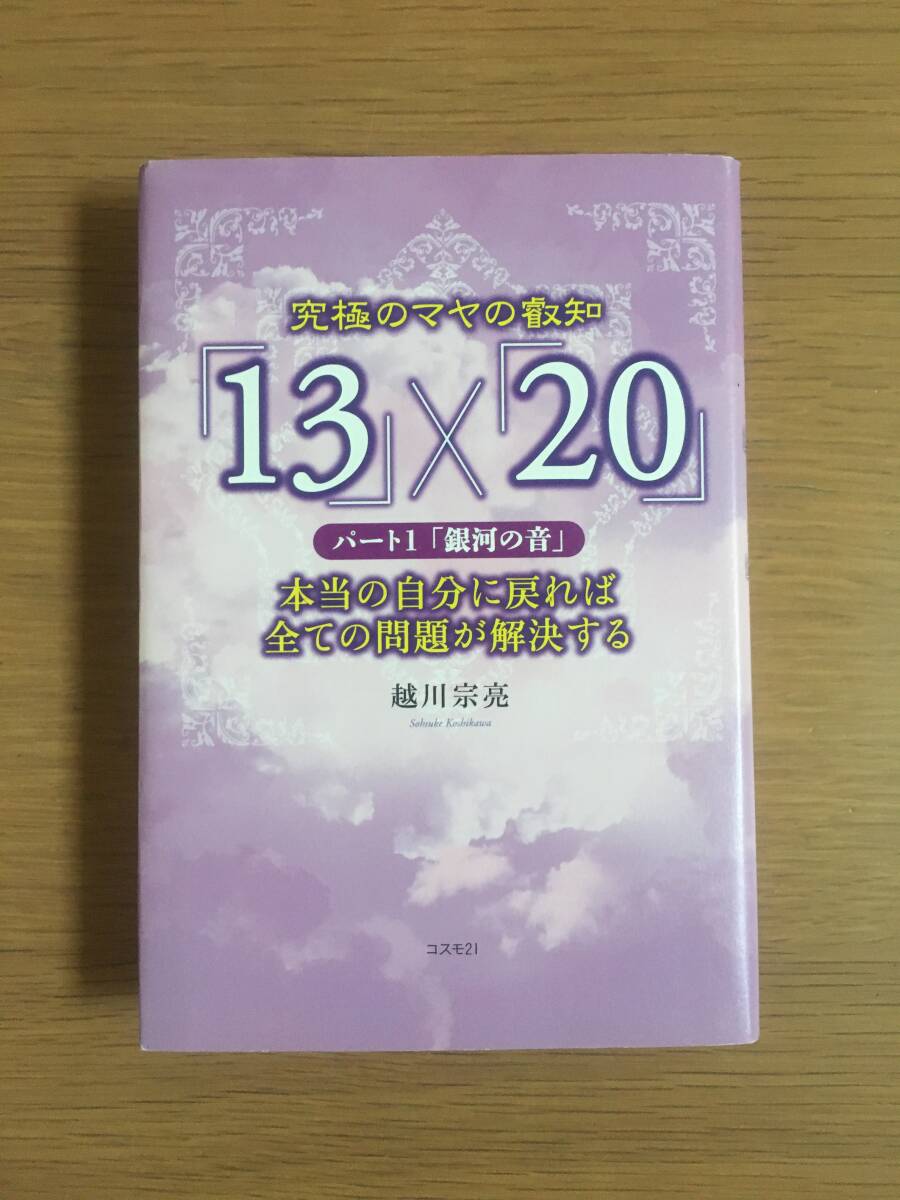 究極のマヤの叡知
「13」×「20」
パート1「銀河の音」
本当の自分に戻れば
全ての問題が解決する
越川宗亮
Sohsuke Koshikawa
コスモ21